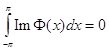 ∫_{-π}^{π} Im Φ(x)dx = 0